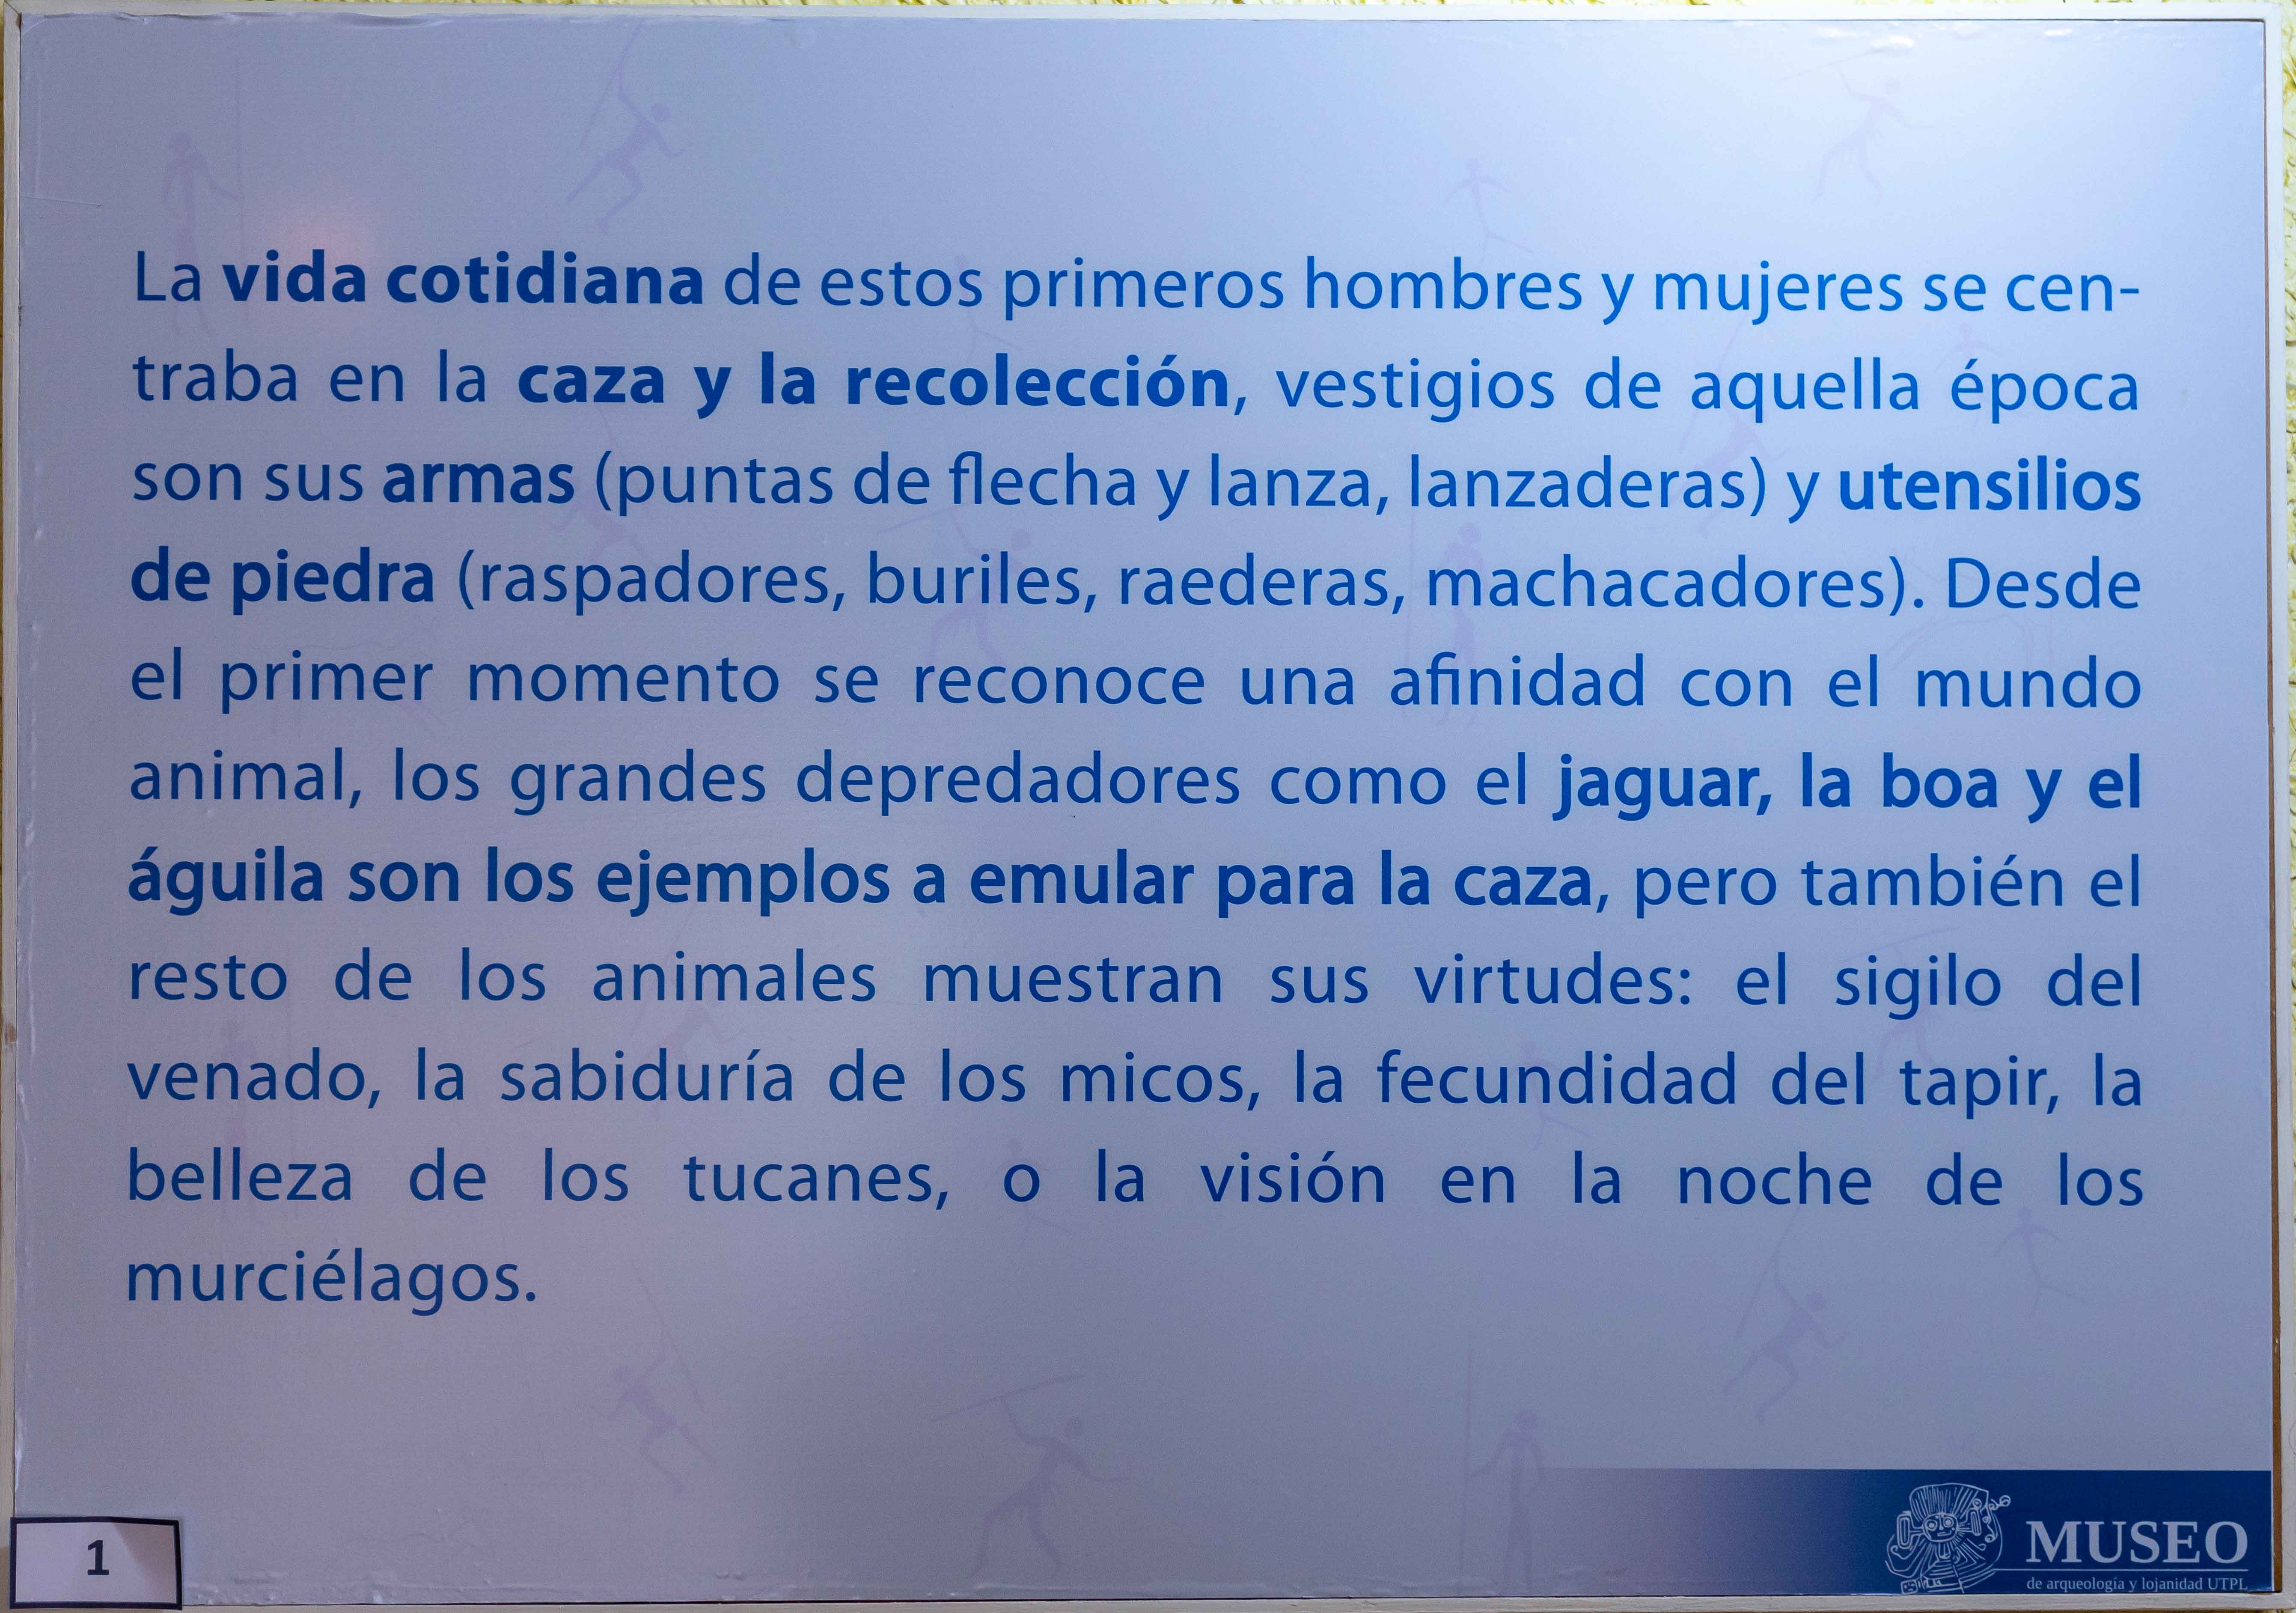 La vida cotidiana de estos primeros hombres y mujeres se cen-
traba en la caza y la recolección, vestigios de aquella época
son sus armas (puntas de flecha y lanza, lanzaderas) y utensilios
de piedra (raspadores, buriles, raederas, machacadores). Desde
el primer momento se reconoce una afinidad con el mundo
animal, los grandes depredadores como el jaguar, la boa y el
águila son los ejemplos a emular para la caza, pero también el
resto de los animales muestran sus virtudes: el sigilo del
venado, la sabiduría de los micos, la fecundidad del tapir, la
belleza de los tucanes, o la visión en la noche de los
murciélagos.
1
MUSEO
de arqueología y lojanidad UTPL